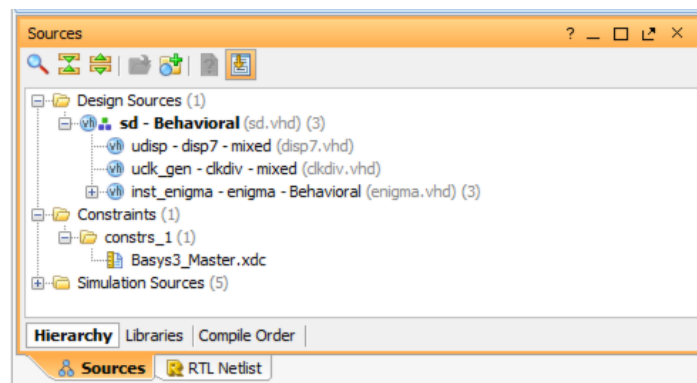 Sources ?
Design Sources (1)
sd - Behavioral (sd.vhd) (3)
udisp - disp7 - mixed (disp7.vhd)
uclk_gen - clkdiv - mixed (clkdiv.vhd)
inst_enigma - enigma - Behavioral (enigma.vhd) (3)
Constraints (1)
constrs_1 (1)
Basys3_Master.xdc
Simulation Sources (5)
Hierarchy Libraries Compile Order
Sources RTL Netlist